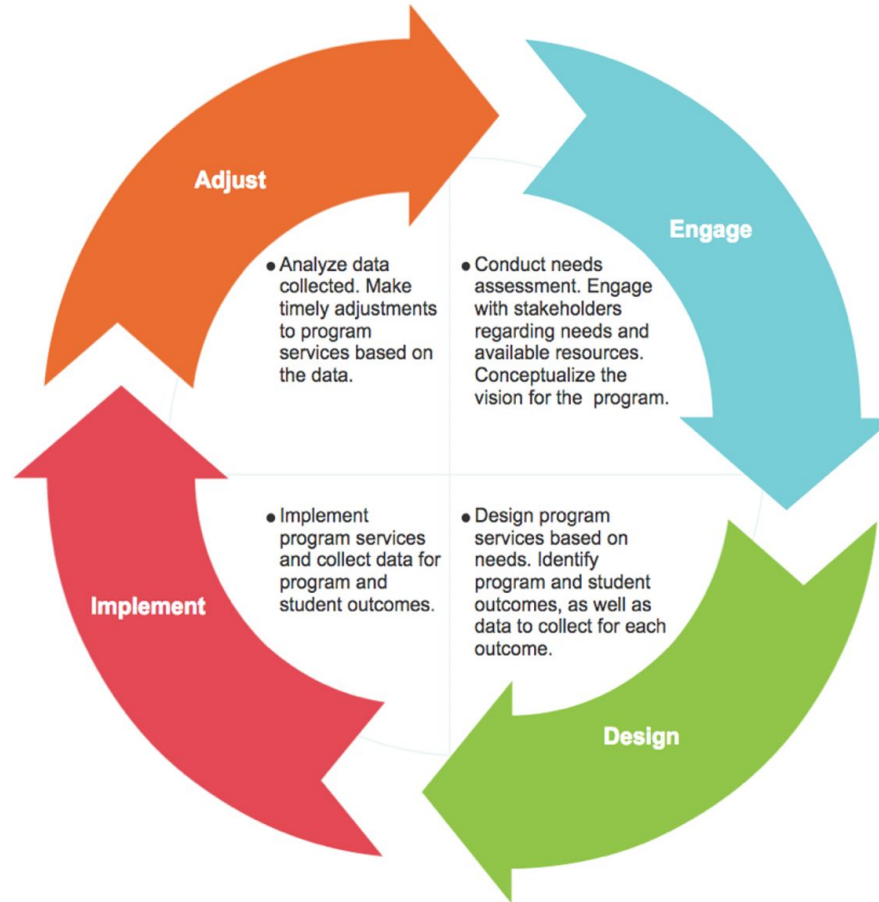 Adjust
• Analyze data
collected. Make
timely adjustments
to program
services based on
the data.
Engage
• Conduct needs
assessment. Engage
with stakeholders
regarding needs and
available resources.
Conceptualize the
vision for the program.
Implement
• Implement
program services
and collect data for
program and
student outcomes.
• Design program
services based on
needs. Identify
program and student
outcomes, as well as
data to collect for each
outcome.
Design